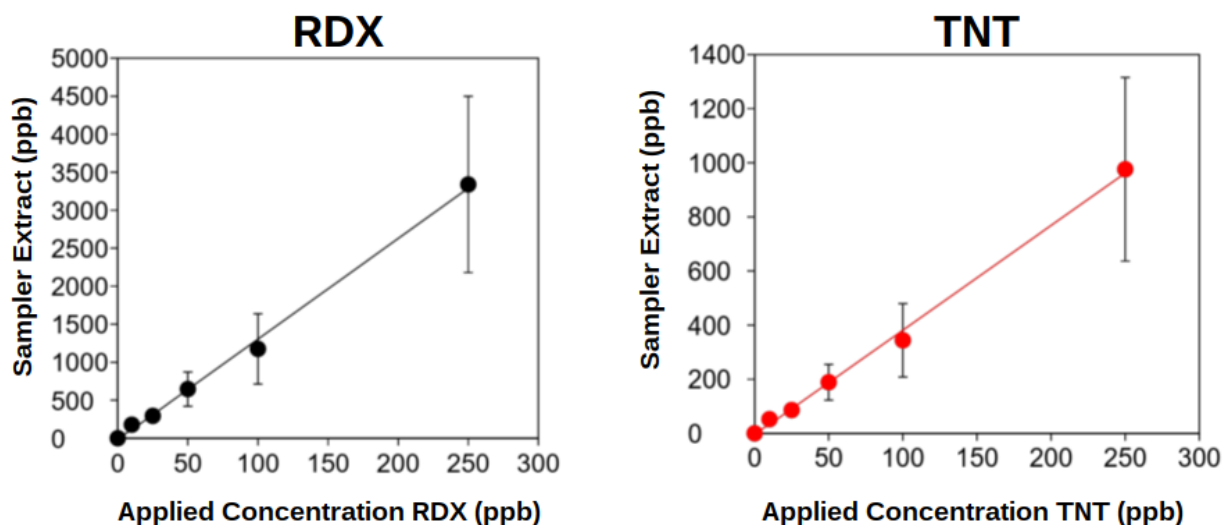 RDX
5000
4500
4000
3500
3000
2500
2000
1500
1000
500
0
0 50 100 150 200 250 300
Sampler Extract (ppb)
Applied Concentration RDX (ppb)
TNT
1400
1200
1000
800
600
400
200
0
0 50 100 150 200 250 300
Sampler Extract (ppb)
Applied Concentration TNT (ppb)